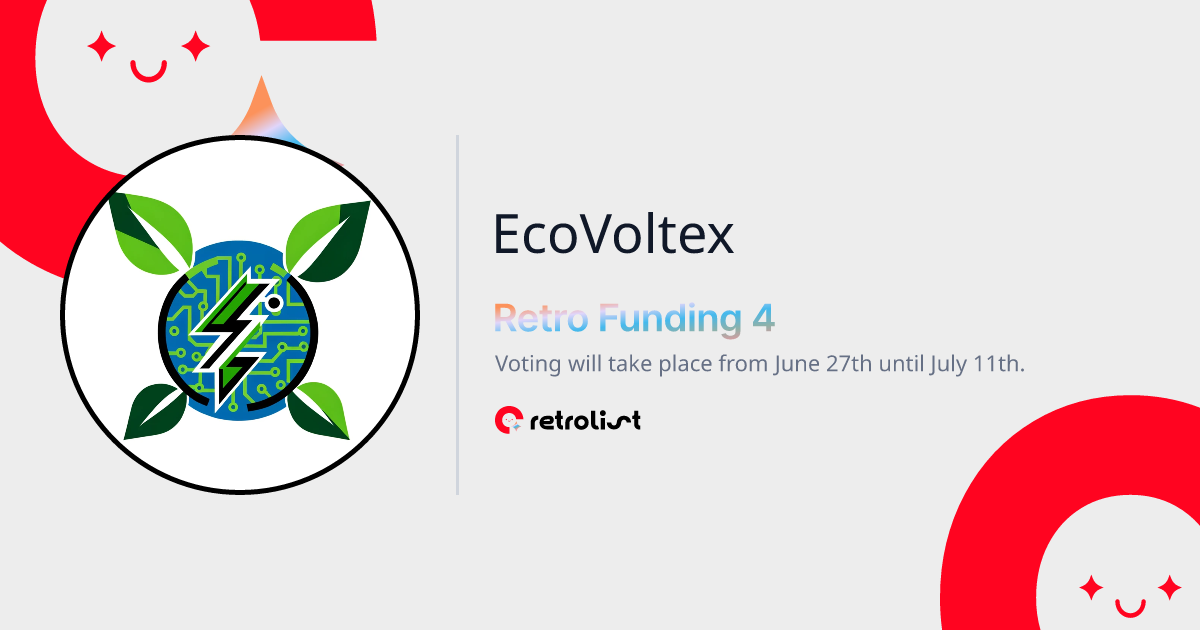 EcoVoltex
Retro Funding 4
Voting will take place from June 27th until July 11th.
retrolist